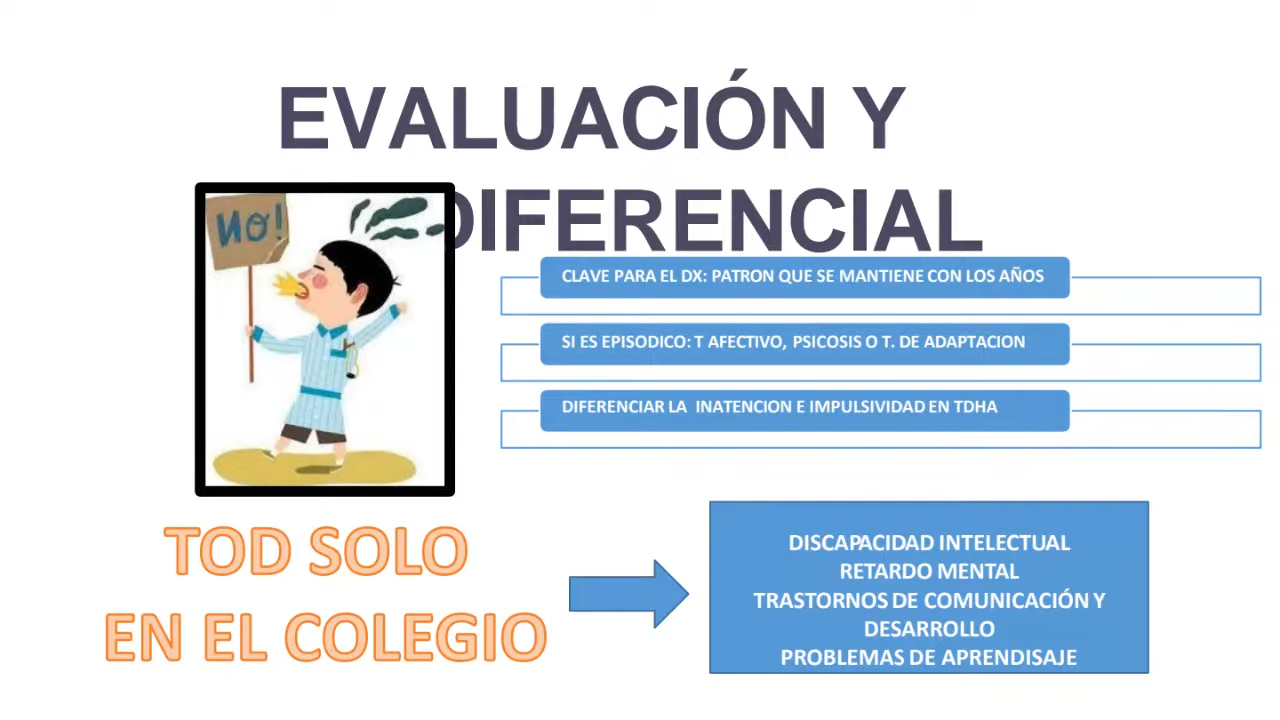 EVALUACIÓN Y
DIFERENCIAL
NO!
CLAVE PARA EL DX: PATRON QUE SE MANTIENE CON LOS AÑOS
SI ES EPISODICO: T AFECTIVO, PSICOSIS O T. DE ADAPTACION
DIFERENCIAR LA INATENCION E IMPULSIVIDAD EN TDHA
TOD SOLO
EN EL COLEGIO
DISCAPACIDAD INTELECTUAL
RETARDO MENTAL
TRASTORNOS DE COMUNICACIÓN Y
DESARROLLO
PROBLEMAS DE APRENDISAJE